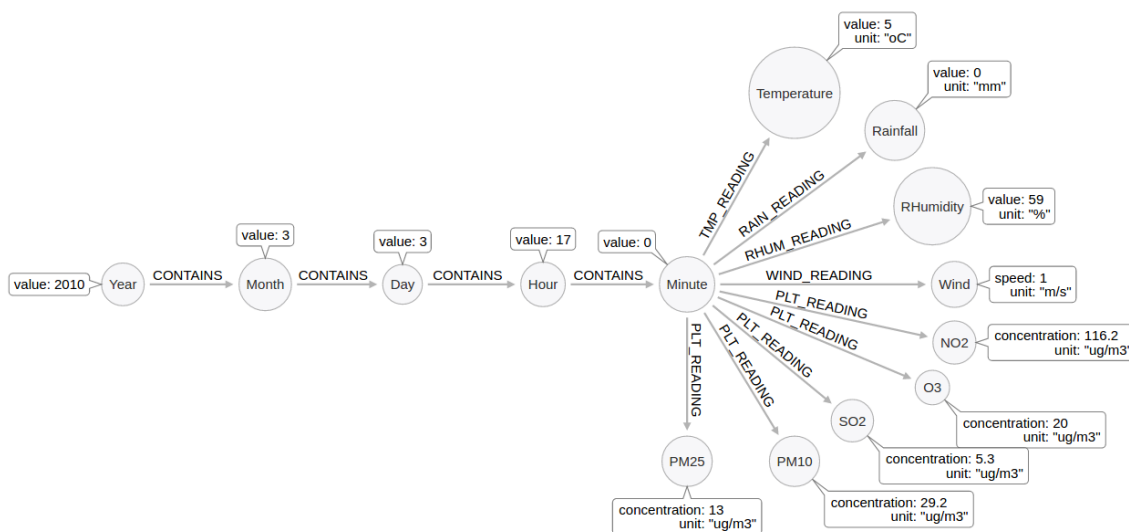 value: 5
unit: "oC"
Temperature
value: 0
unit: "mm"
Rainfall
TMP_READING
RAIN_READING
RHumidity
value: 59
unit: "%"
RHUM_READING
value: 3
value: 3
value: 17
value: 0
value: 2010
Year
CONTAINS
Month
CONTAINS
Day
CONTAINS
Hour
CONTAINS
Minute
WIND_READING
Wind
speed: 1
unit: "m/s"
PLT_READING
NO2
concentration: 116.2
unit: "ug/m3"
PLT_READING
O3
concentration: 20
unit: "ug/m3"
PLT_READING
SO2
concentration: 5.3
unit: "ug/m3"
PLT_READING
PM10
concentration: 29.2
unit: "ug/m3"
PLT_READING
PM25
concentration: 13
unit: "ug/m3"